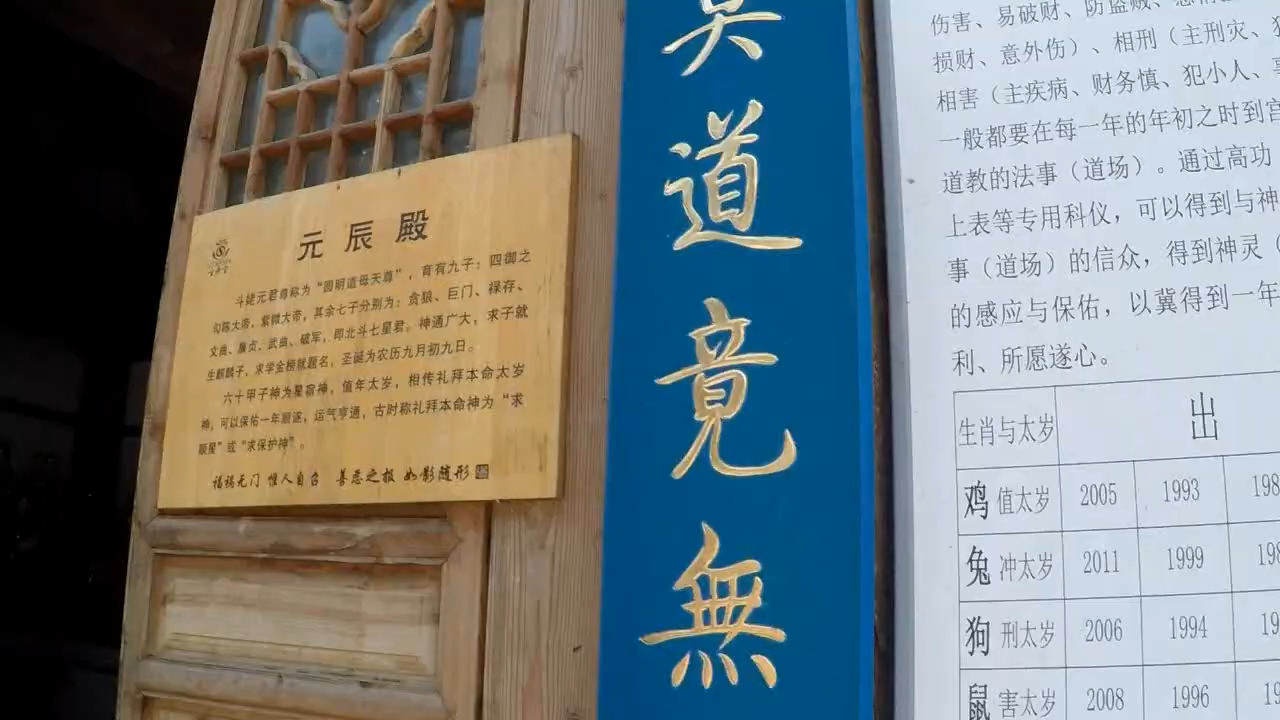 元辰殿
斗姥元君尊称为“圆明道母天尊”，育有九子：四御之
勾陈大帝，紫微大帝，其余七子分别为：贪狼、巨门、禄存、
文曲、廉贞、武曲、破军，即北斗七星君。神通广大，求子就
生麒麟子，求学金榜就题名，圣诞为农历九月初九日。
六十甲子神为星宿神，值年太岁，相传礼拜本命太岁
神，可以保佑一年顺遂，运气亨通，古时称礼拜本命神为“求
顺星”或“求保护神”。
福祸无门 惟人自召 善恶之报 如影随形
莫道竟無
伤害、易破财、防盗贼、
损财、意外伤）、相刑（主刑灾、犯
相害（主疾病、财务慎、犯小人、
一般都要在每一年的年初之时到宫
道教的法事（道场）。通过高功
上表等专用科仪，可以得到与神
事（道场）的信众，得到神灵（
的感应与保佑，以冀得到一年
利、所愿遂心。
生肖与太岁 出
鸡 值太岁 2005 1993 198
兔 冲太岁 2011 1999 198
狗 刑太岁 2006 1994 19
鼠 害太岁 2008 1996 19